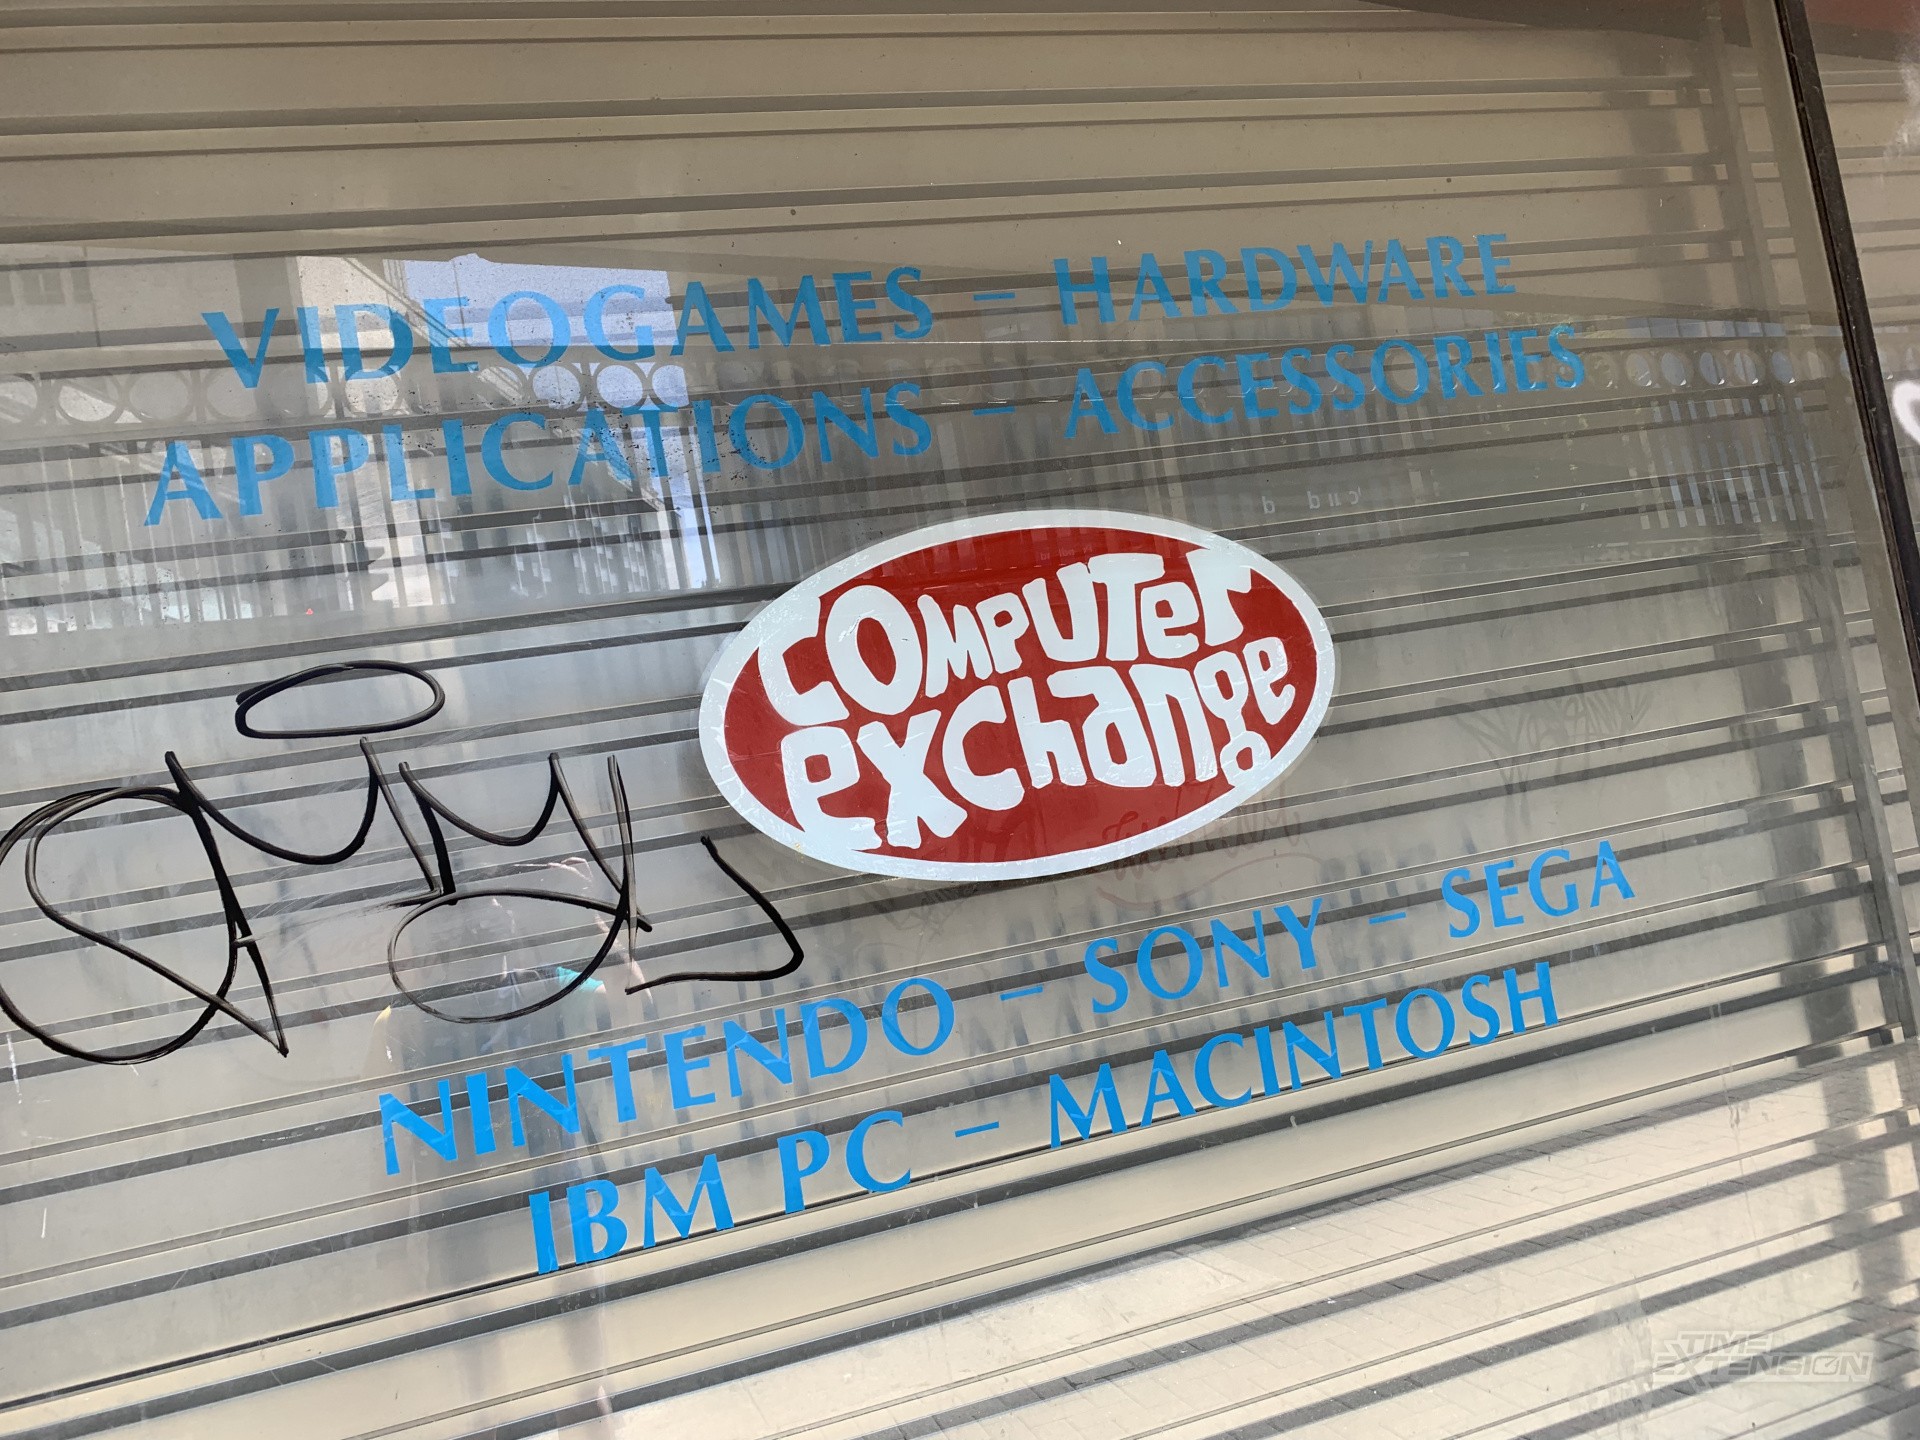 VIDEOGAMES – HARDWARE
APPLICATIONS – ACCESSORIES
COMPUTer
exchange
NINTENDO – SONY – SEGA
IBM PC – MACINTOSH
TIME
EXTENSION